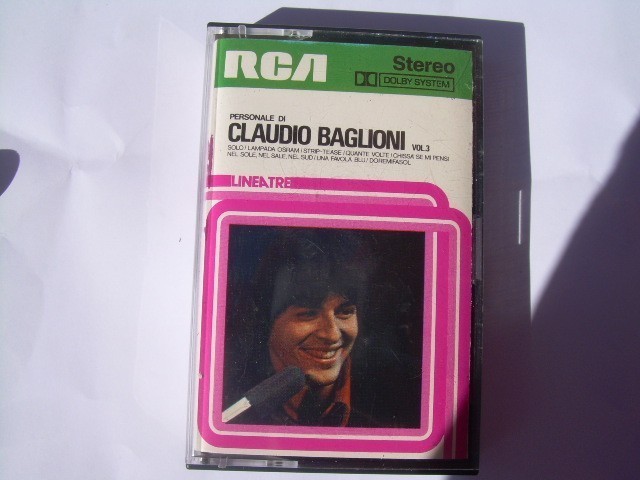 RCA
Stereo
DOLBY SYSTEM
PERSONALE DI
CLAUDIO BAGLIONI VOL.3
SOLO / LAMPADA OSRAM / STRIP-TEASE / QUANTE VOLTE / CHISSA' SE MI PENSI
NEL SOLE, NEL SALE, NEL SUD / UNA FAVOLA BLU / DOREMIFASOL
LINEATRE